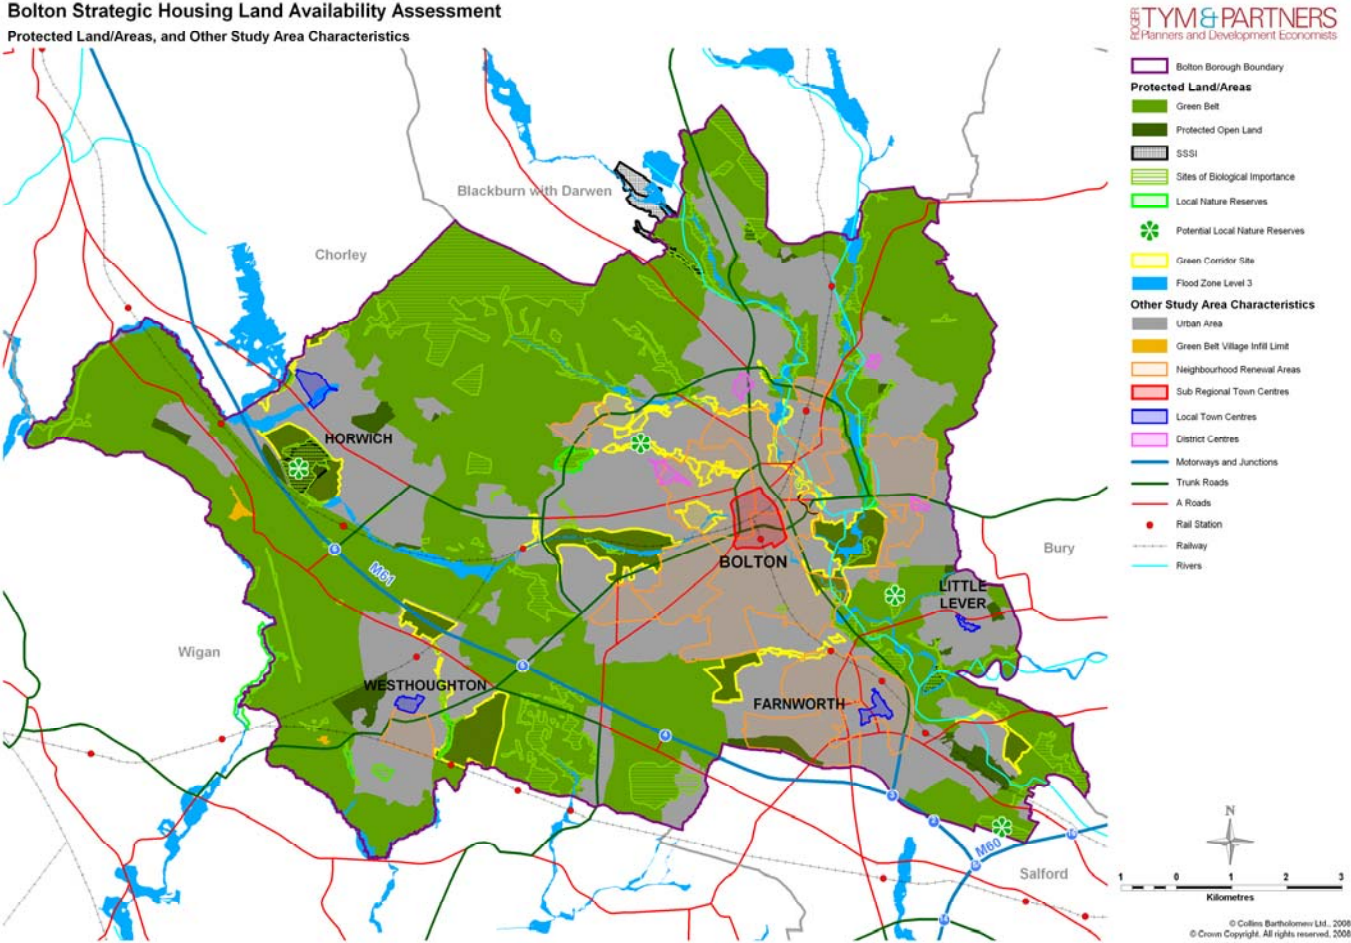 Bolton Strategic Housing Land Availability Assessment
Protected Land/Areas, and Other Study Area Characteristics
ROGER
TYM & PARTNERS
Planners and Development Economists
Bolton Borough Boundary
Protected Land/Areas
Green Belt
Protected Open Land
SSSI
Sites of Biological Importance
Local Nature Reserves
Potential Local Nature Reserves
Green Corridor Site
Flood Zone Level 3
Other Study Area Characteristics
Urban Area
Green Belt Village Infill Limit
Neighbourhood Renewal Areas
Sub Regional Town Centres
Local Town Centres
District Centres
Motorways and Junctions
Trunk Roads
A Roads
Rail Station
Railway
Rivers
Blackburn with Darwen
Chorley
HORWICH
BOLTON
Bury
LITTLE
LEVER
M61
6
5
4
3
Wigan
WESTHOUGHTON
FARNWORTH
M60
Salford
N
1 0 1 2 3
Kilometres
© Collins Bartholomew Ltd., 2008
© Crown Copyright. All rights reserved, 2008